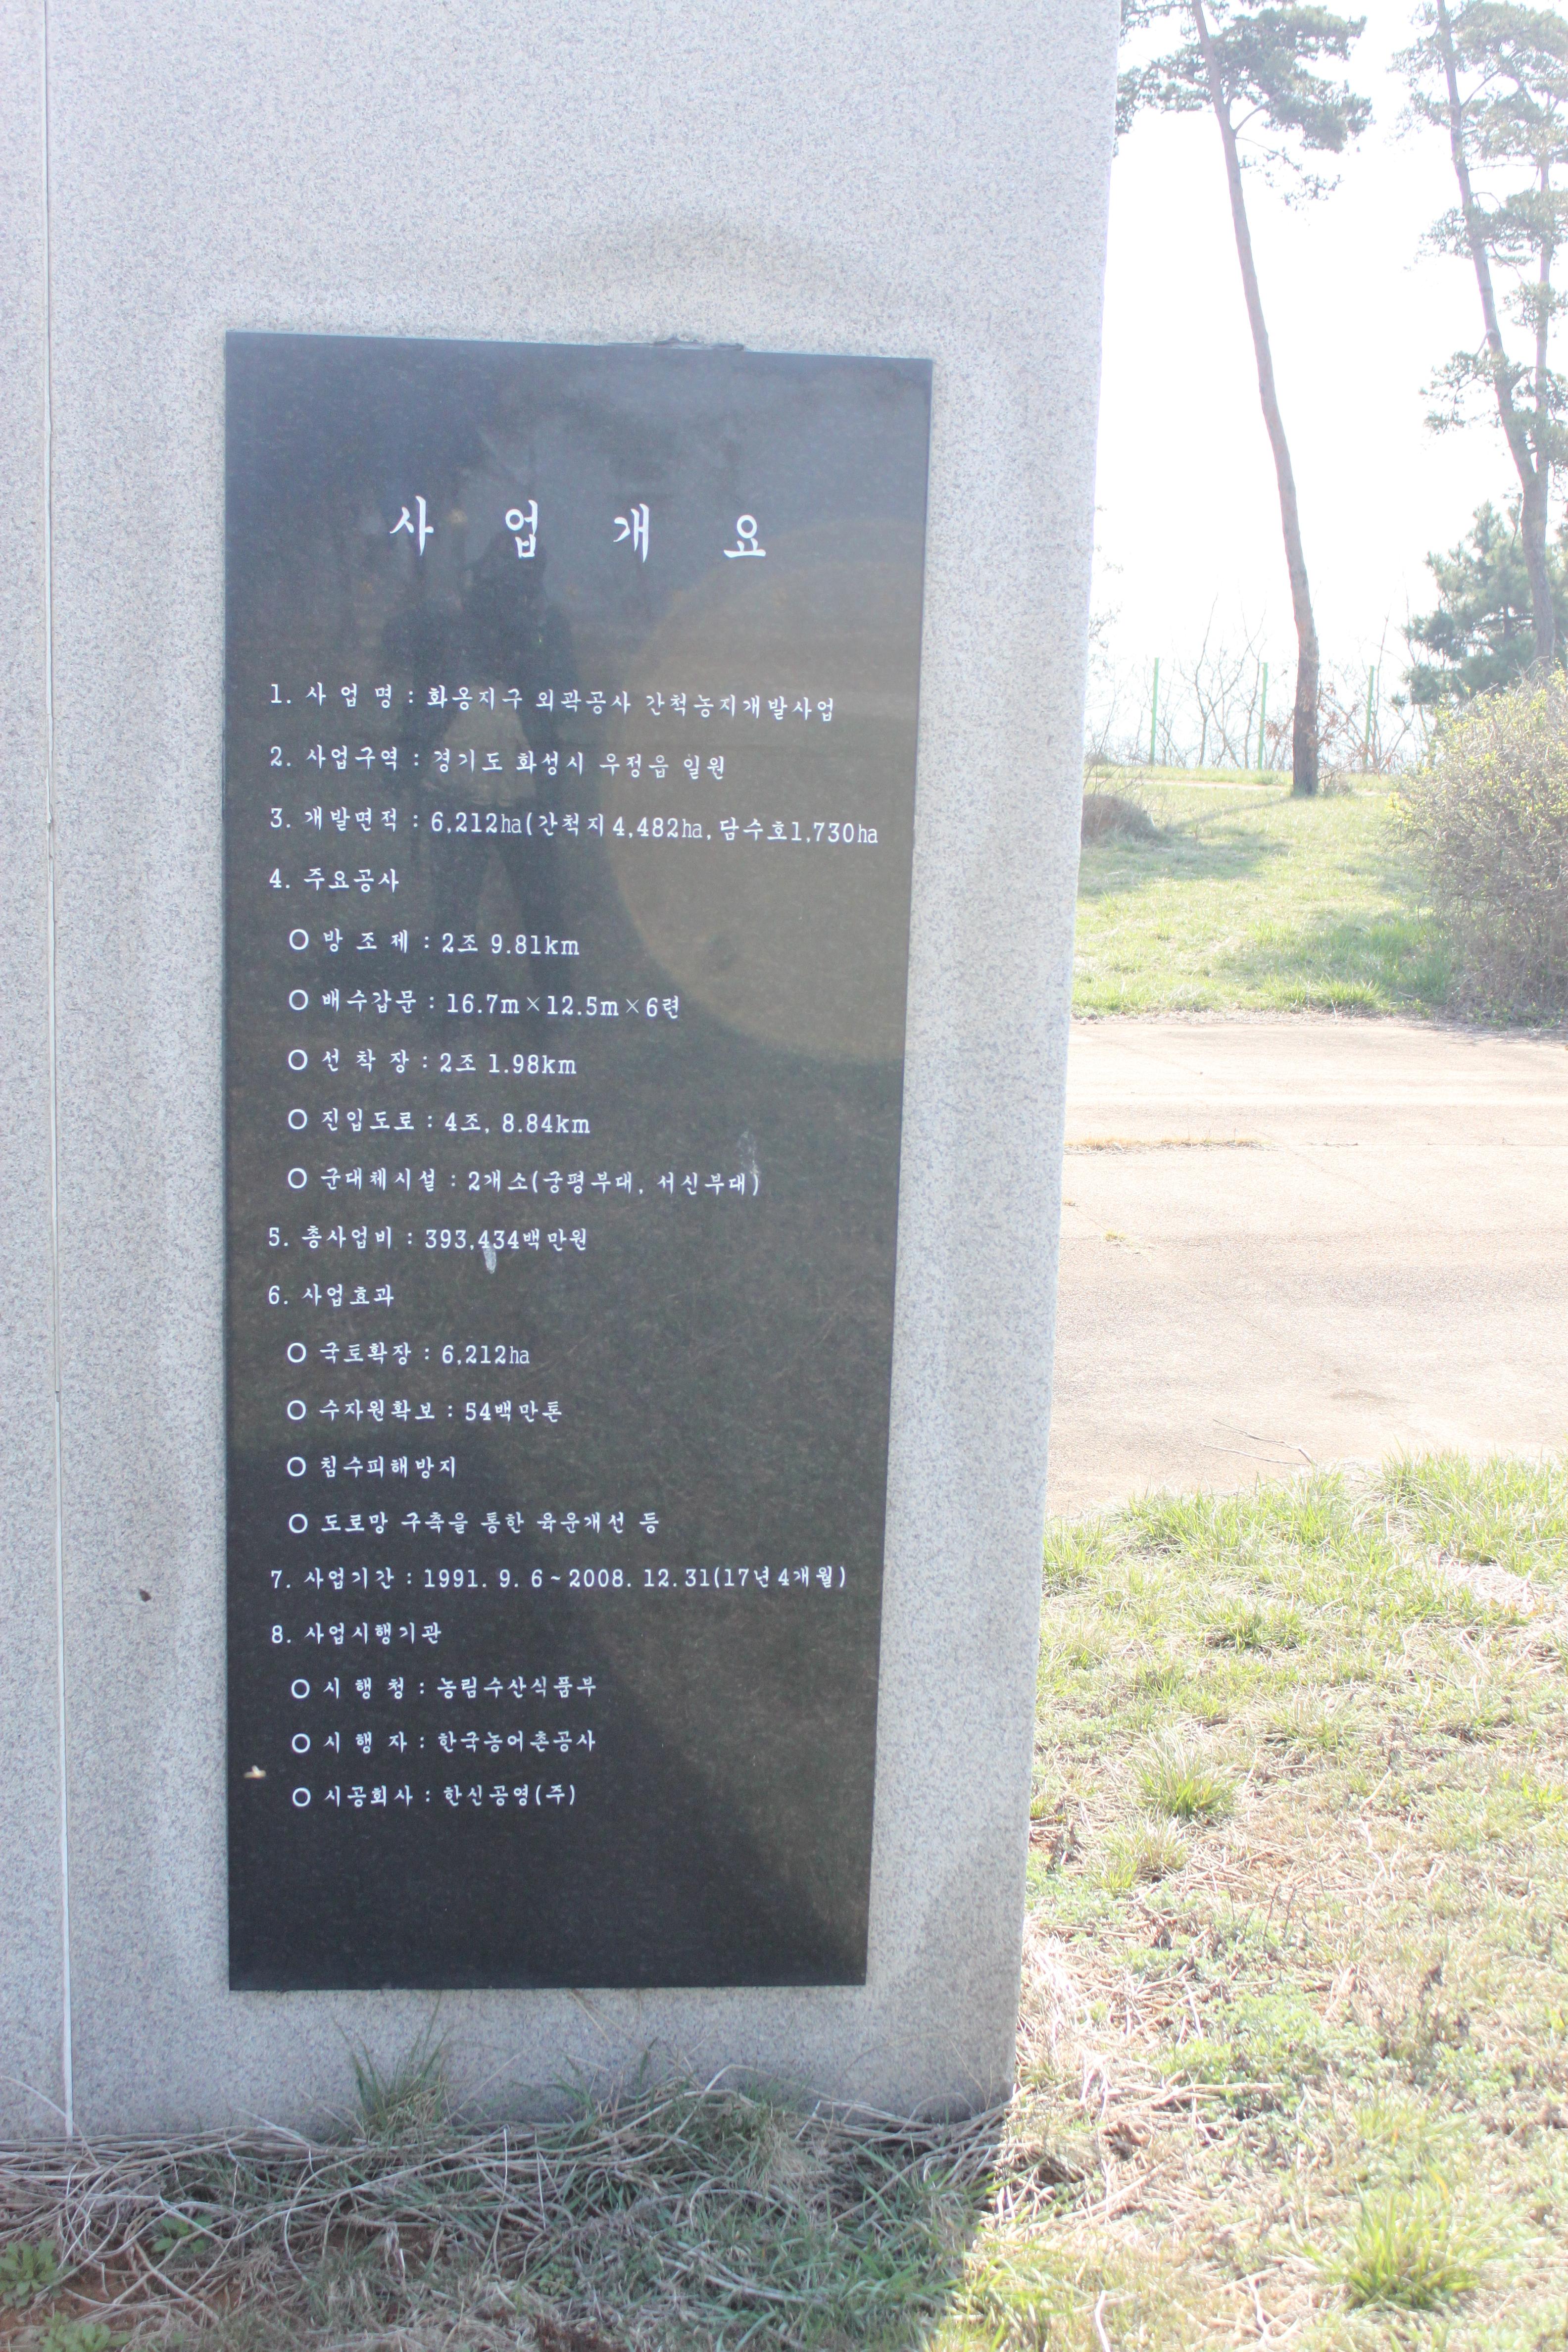 사 업 개 요
1. 사 업 명 : 화옹지구 외곽공사 간척농지개발사업
2. 사업구역 : 경기도 화성시 우정읍 일원
3. 개발면적 : 6,212㏊(간척지 4,482㏊, 담수호1,730㏊
4. 주요공사
○ 방 조 제 : 2조 9.81km
○ 배수갑문 : 16.7m×12.5m×6련
○ 선 착 장 : 2조 1.98km
○ 진입도로 : 4조, 8.84km
○ 군대체시설 : 2개소(궁평부대, 서신부대)
5. 총사업비 : 393,434백만원
6. 사업효과
○ 국토확장 : 6,212㏊
○ 수자원확보 : 54백만톤
○ 침수피해방지
○ 도로망 구축을 통한 육운개선 등
7. 사업기간 : 1991. 9. 6 ~ 2008. 12. 31(17년 4개월)
8. 사업시행기관
○ 시 행 청 : 농림수산식품부
○ 시 행 자 : 한국농어촌공사
○ 시공회사 : 한신공영(주)